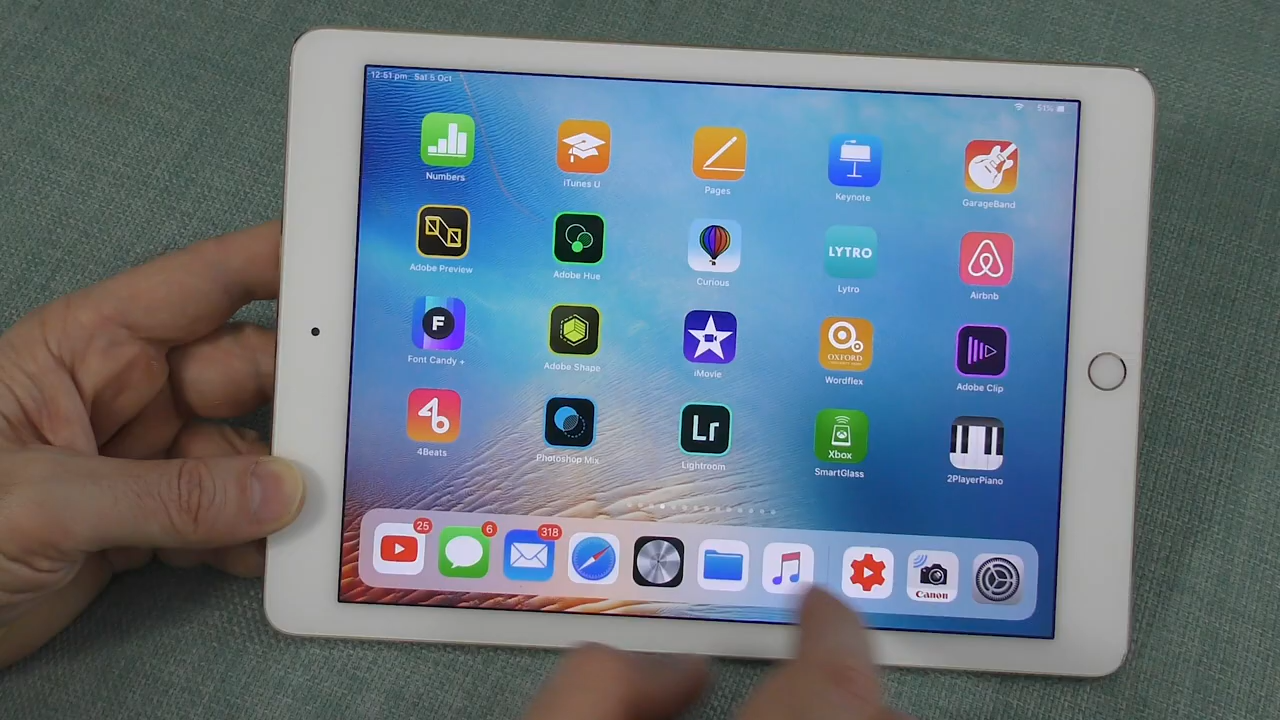 12:51 pm Sat 5 Oct
51%
Numbers
iTunes U
Pages
Keynote
GarageBand
LYTRO
Adobe Preview
Adobe Hue
Curious
Lytro
Airbnb
F
OXFORD
Font Candy +
Adobe Shape
iMovie
Wordflex
Adobe Clip
4B
Lr
Xbox
4Beats
Photoshop Mix
Lightroom
SmartGlass
2PlayerPiano
25
6
318
Canon